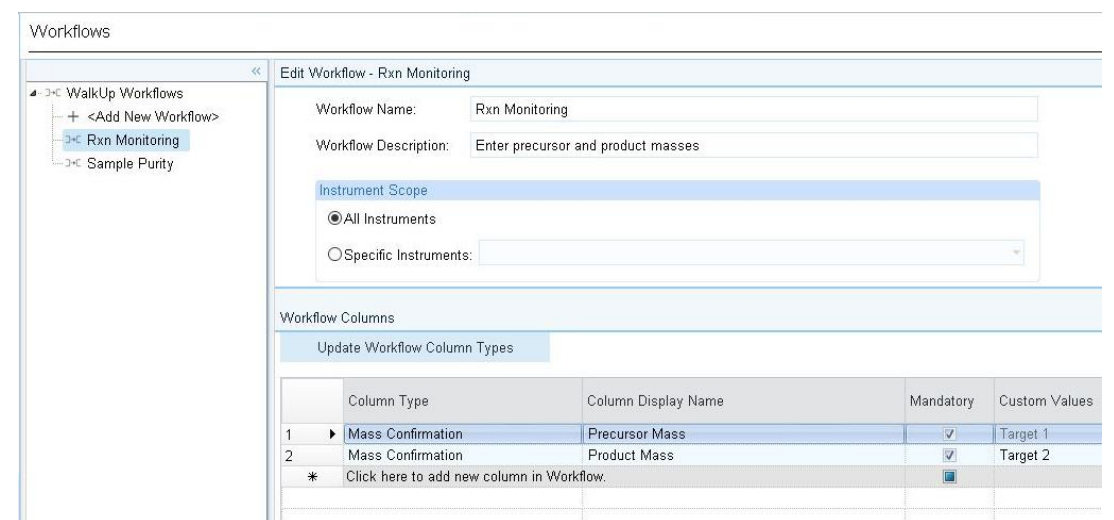 Workflows
«
WalkUp Workflows
+ <Add New Workflow>
Rxn Monitoring
Sample Purity
Edit Workflow - Rxn Monitoring
Workflow Name: Rxn Monitoring
Workflow Description: Enter precursor and product masses
Instrument Scope
All Instruments
Specific Instruments:
Workflow Columns
Update Workflow Column Types
Column Type Column Display Name Mandatory Custom Values
1 Mass Confirmation Precursor Mass Target 1
2 Mass Confirmation Product Mass Target 2
* Click here to add new column in Workflow.